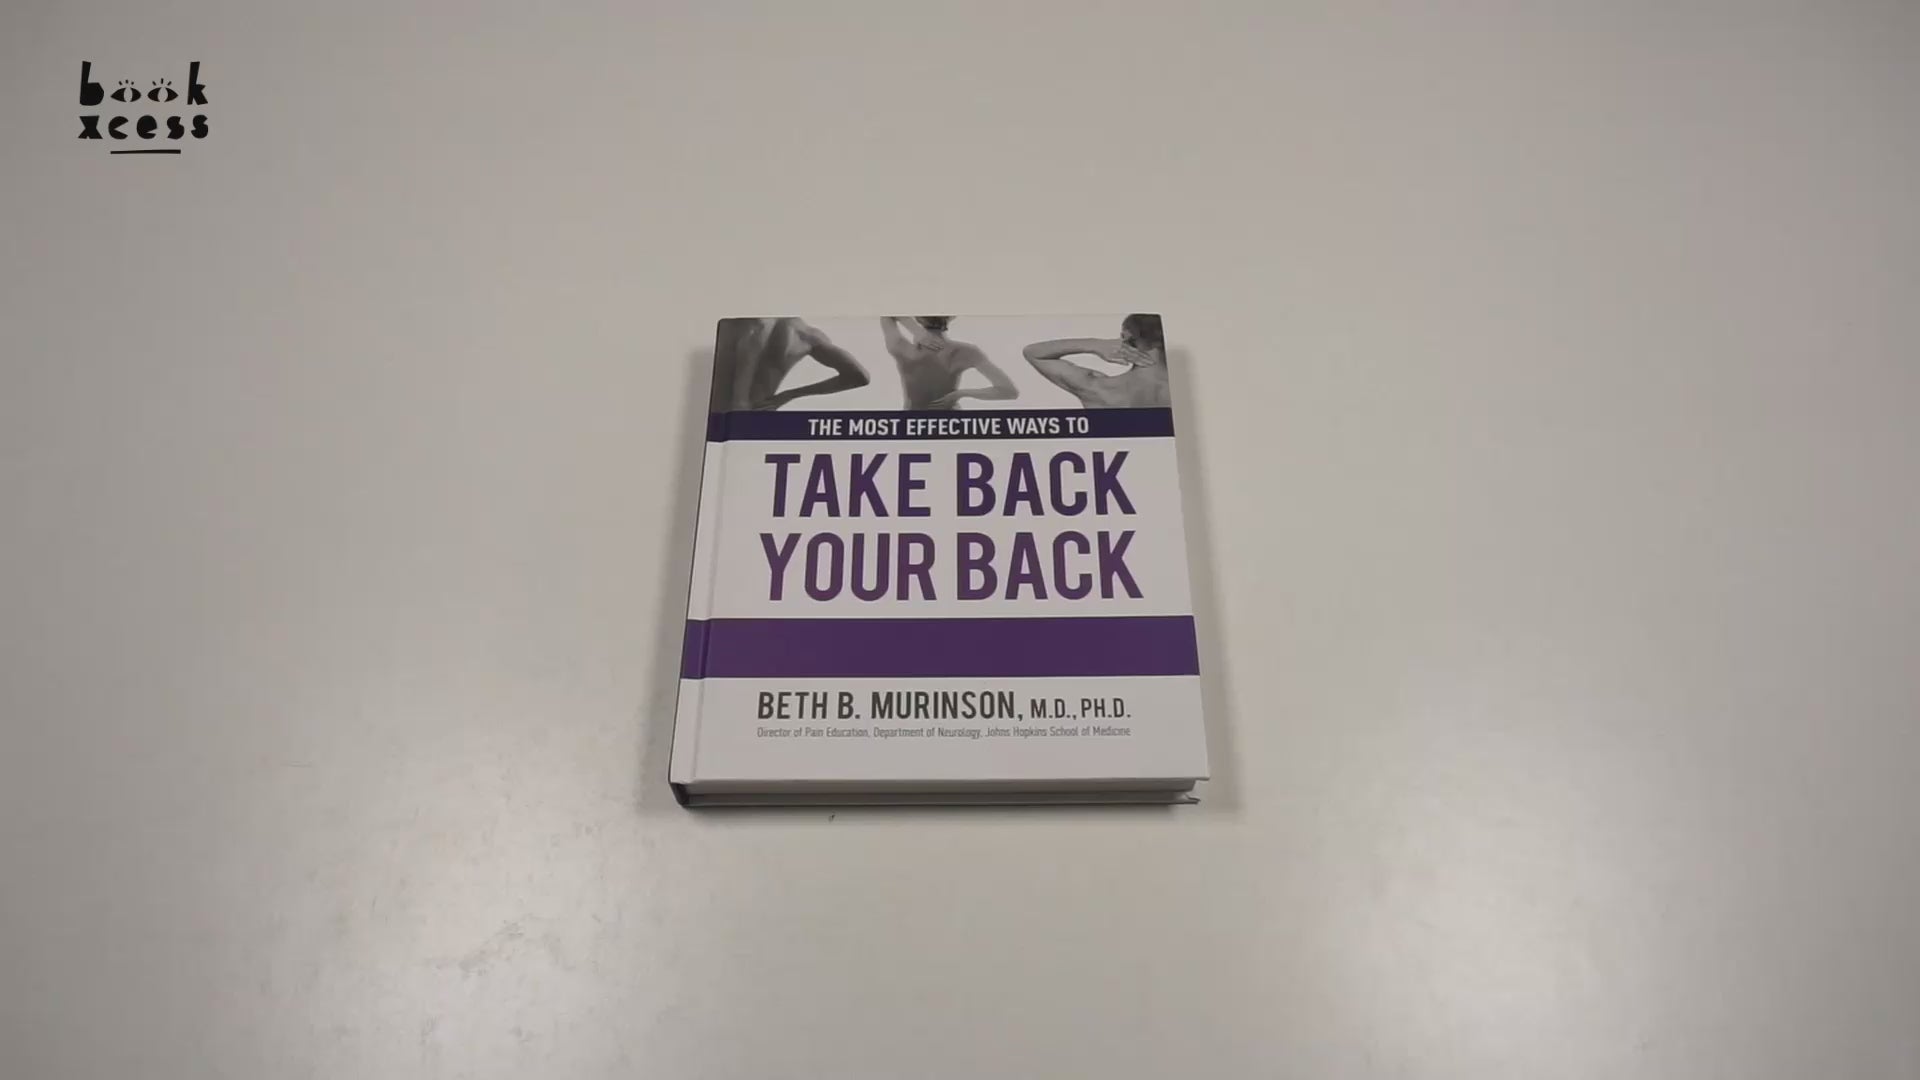 book
xcess
THE MOST EFFECTIVE WAYS TO
TAKE BACK
YOUR BACK
BETH B. MURINSON, M.D., PH.D.
Director of Pain Education, Department of Neurology, Johns Hopkins School of Medicine